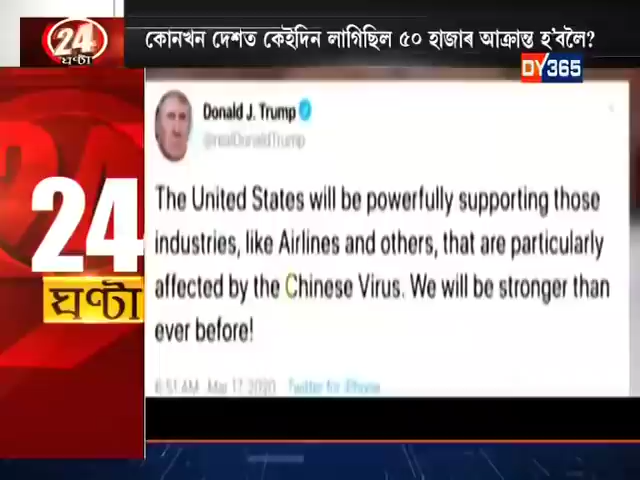 24
ঘণ্টা
কোনখন দেশত কেইদিন লাগিছিল ৫০ হাজাৰ আক্ৰান্ত হ'বলৈ?
DY365
Donald J. Trump
@realDonaldTrump
The United States will be powerfully supporting those
industries, like Airlines and others, that are particularly
affected by the Chinese Virus. We will be stronger than
ever before!
6:51 AM Mar 17, 2020 Twitter for iPhone
24
ঘণ্টা